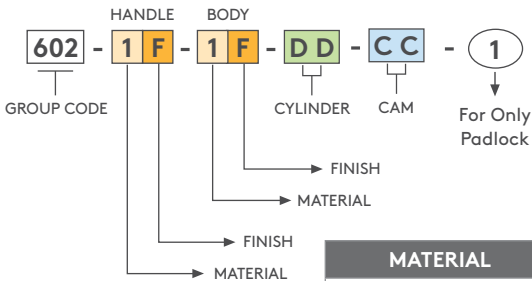 HANDLE BODY
602 - 1 F - 1 F - D D - C C - 1
GROUP CODE CYLINDER CAM For Only
Padlock
FINISH
MATERIAL
FINISH
MATERIAL
MATERIAL